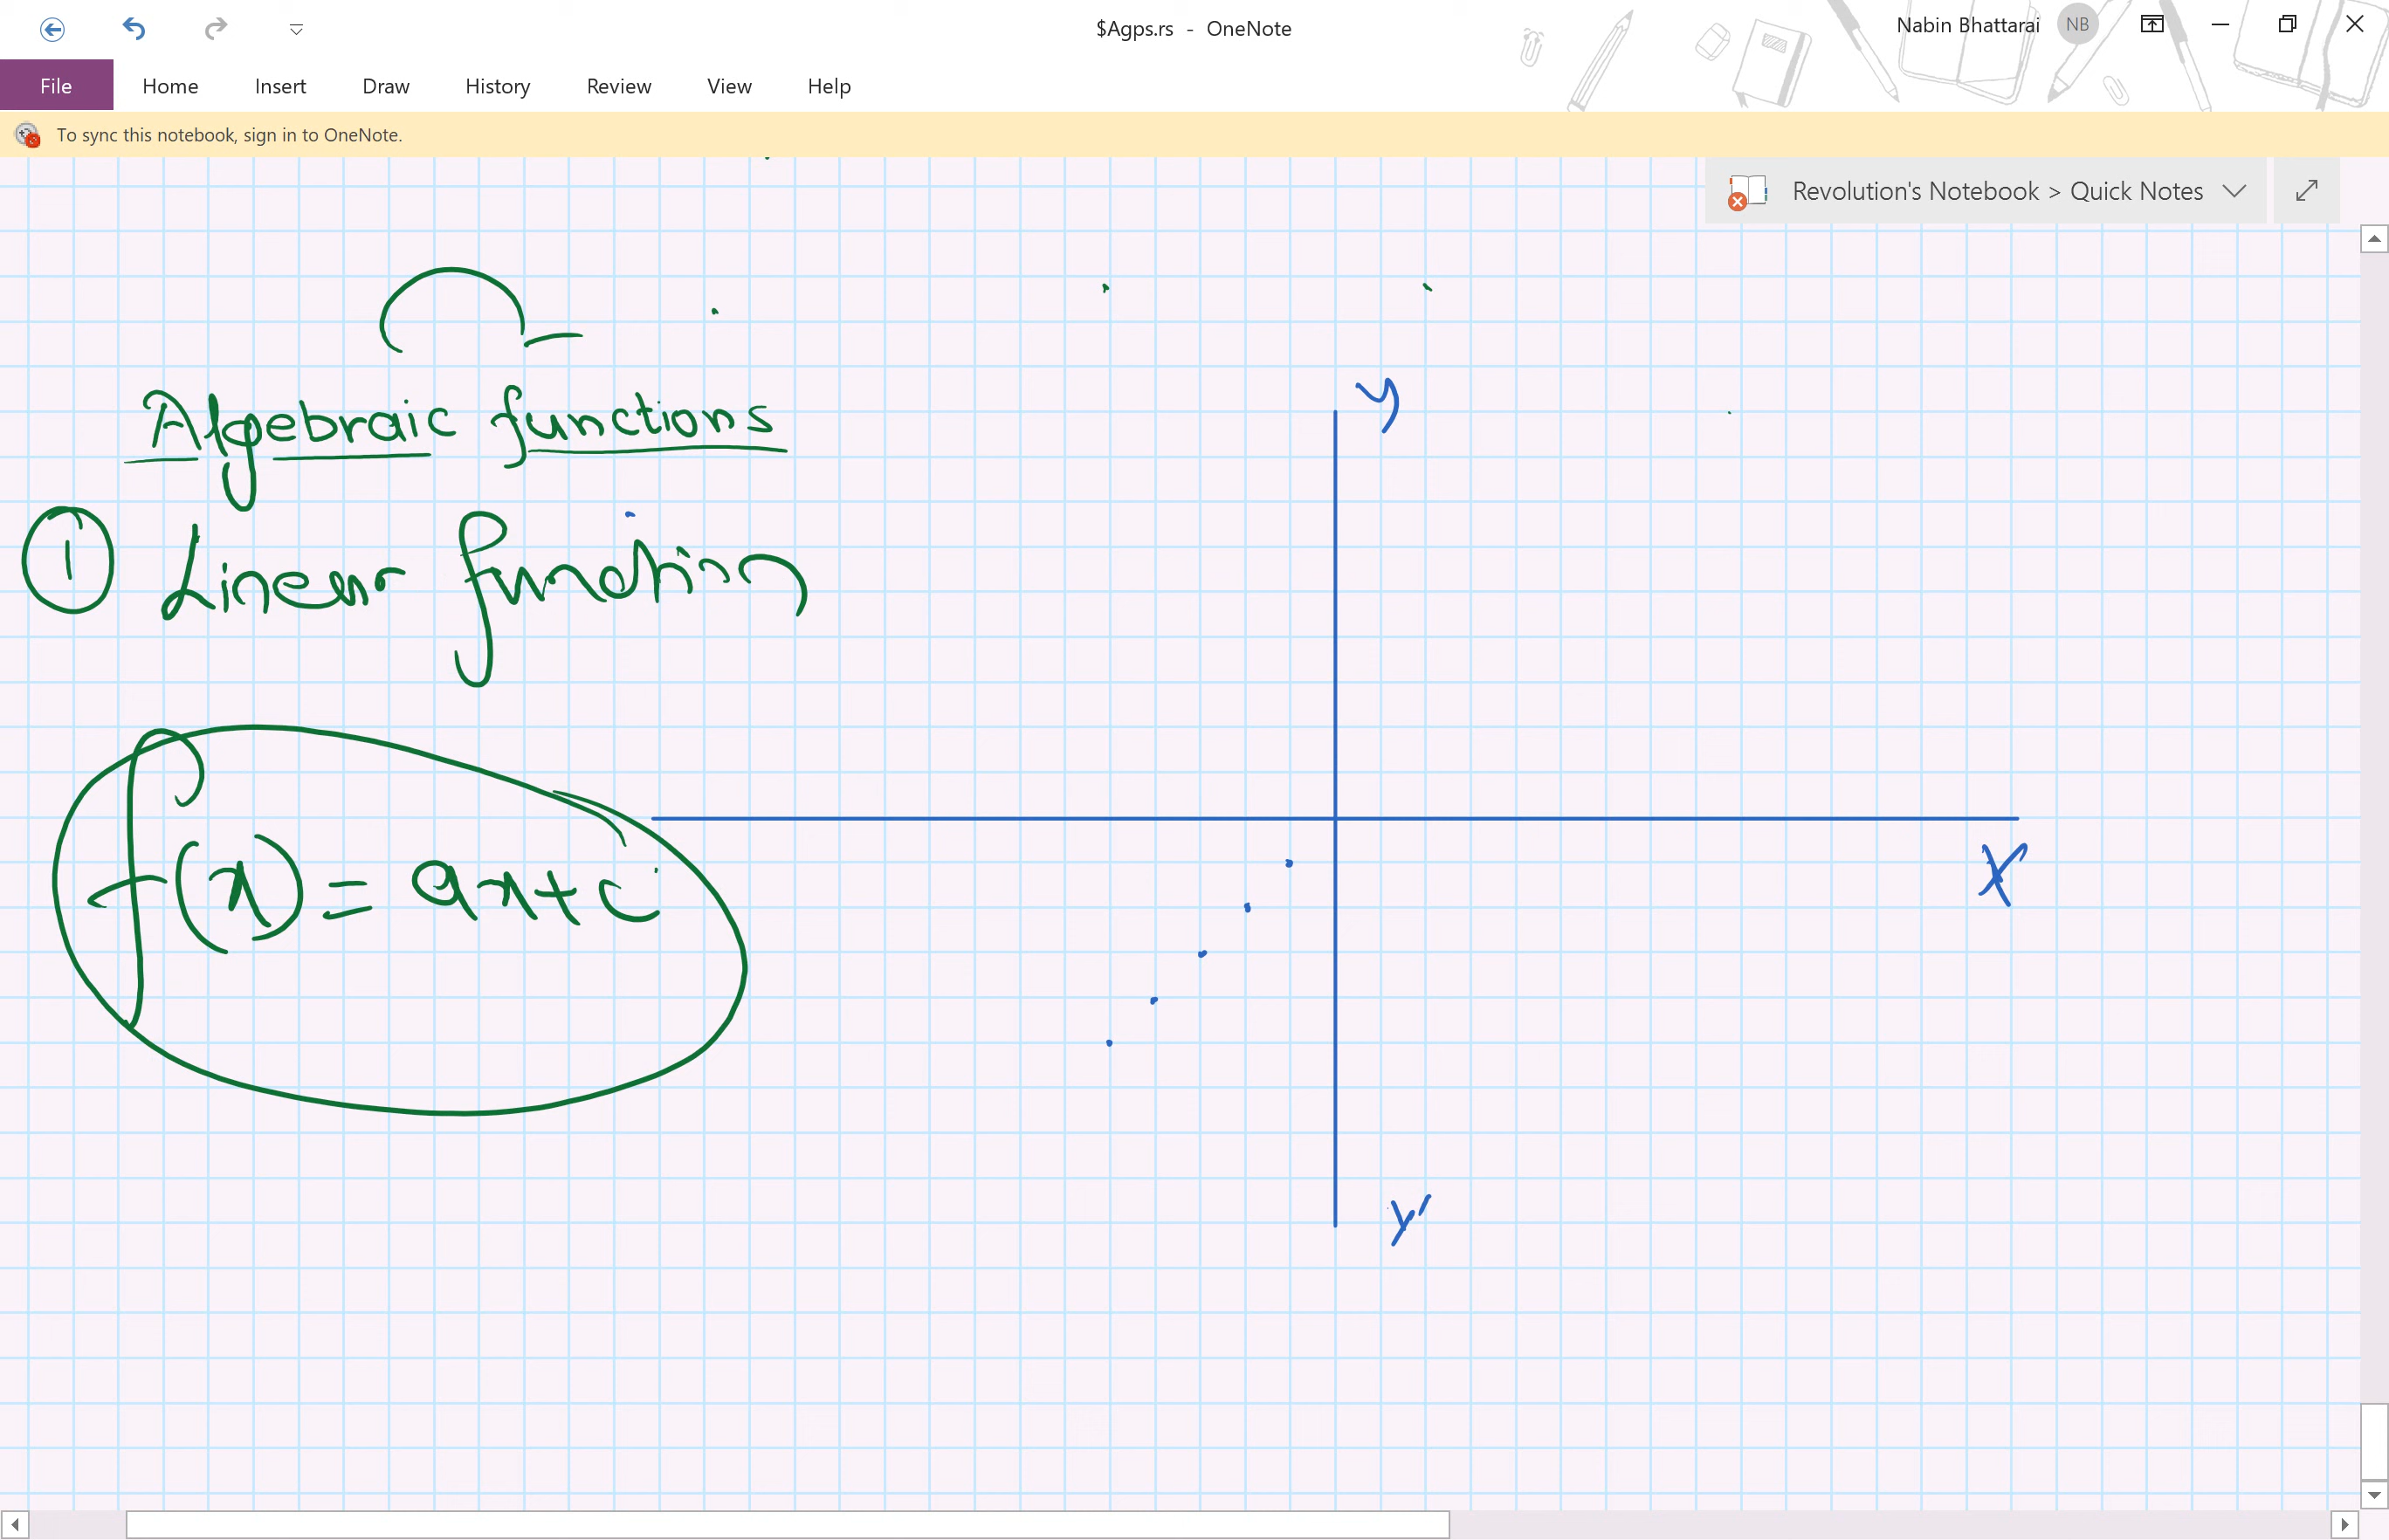 $Agps.rs - OneNote
Nabin Bhattarai NB
File Home Insert Draw History Review View Help
To sync this notebook, sign in to OneNote.
Revolution's Notebook > Quick Notes
Algebraic functions
① Linear function
f(x) = ax + c
y
X
y'